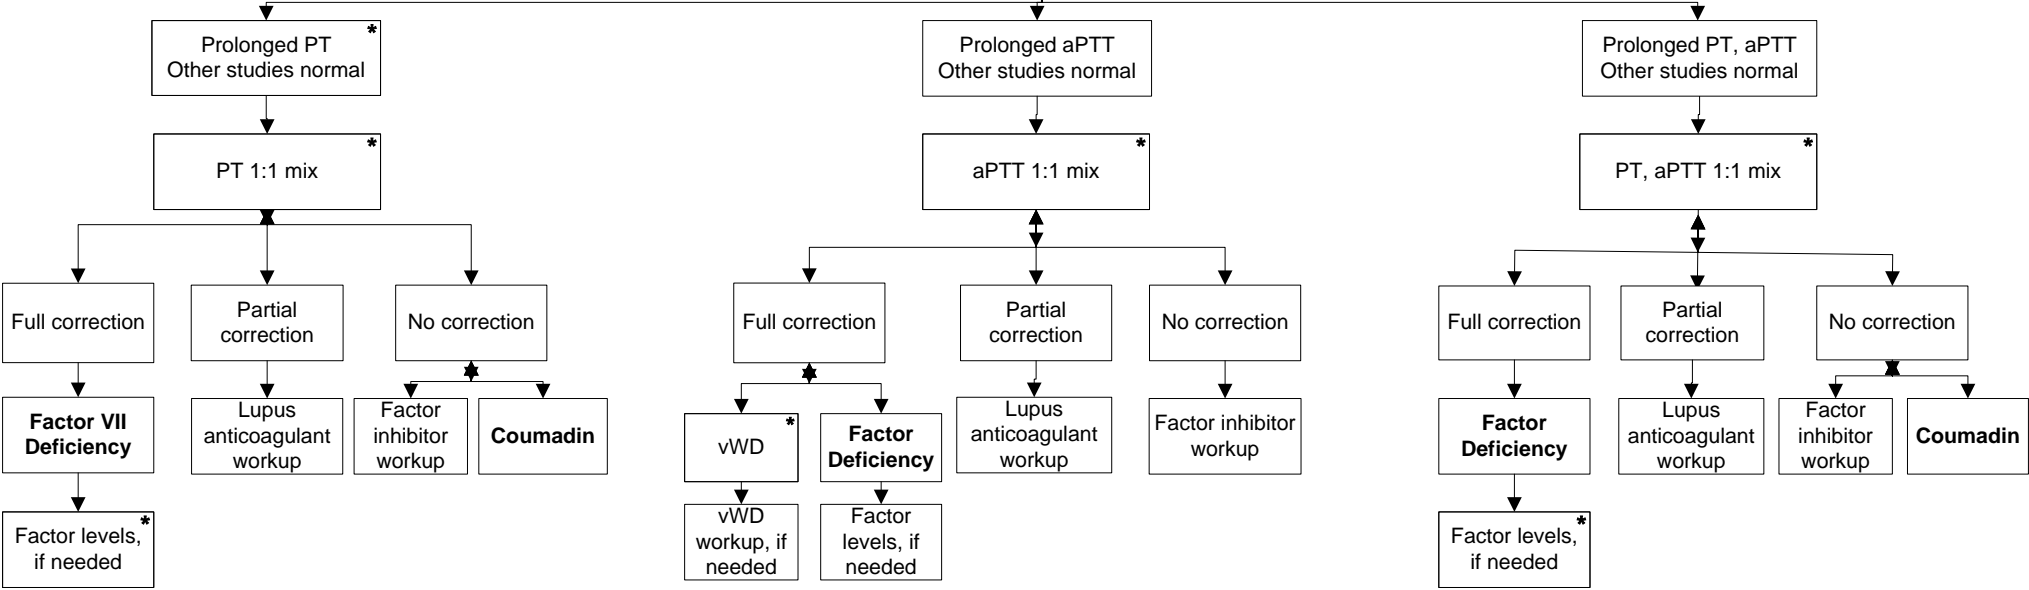 Prolonged PT *
Other studies normal
Prolonged aPTT
Other studies normal
Prolonged PT, aPTT
Other studies normal
PT 1:1 mix *
aPTT 1:1 mix *
PT, aPTT 1:1 mix *
Full correction
Partial
correction
No correction
Full correction
Partial
correction
No correction
Full correction
Partial
correction
No correction
Factor VII
Deficiency
Lupus
anticoagulant
workup
Factor
inhibitor
workup
Coumadin
vWD *
Factor
Deficiency
Lupus
anticoagulant
workup
Factor inhibitor
workup
Factor
Deficiency
Lupus
anticoagulant
workup
Factor
inhibitor
workup
Coumadin
Factor levels, *
if needed
vWD
workup, if
needed
Factor
levels, if
needed
Factor levels, *
if needed